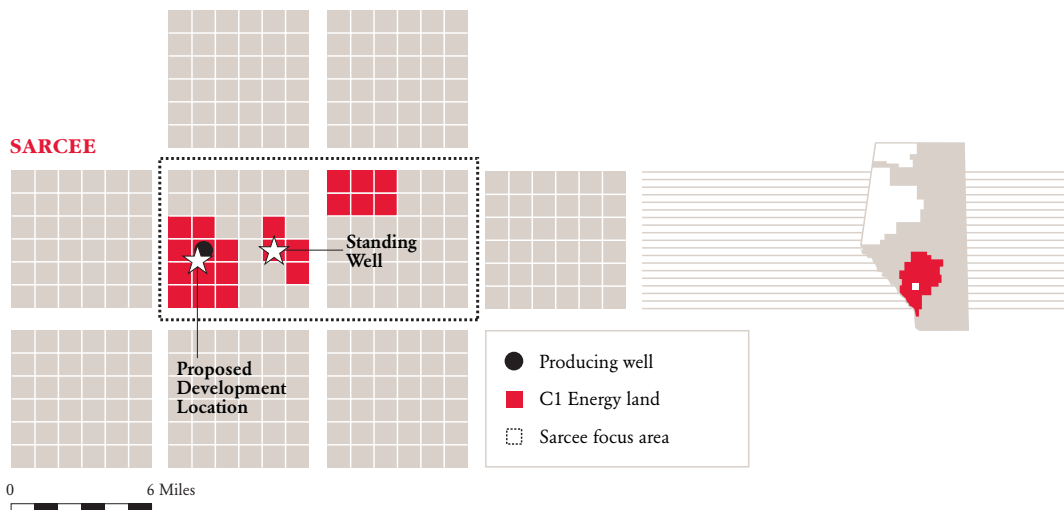 SARCEE
Standing
Well
Proposed
Development
Location
Producing well
C1 Energy land
Sarcee focus area
0 6 Miles